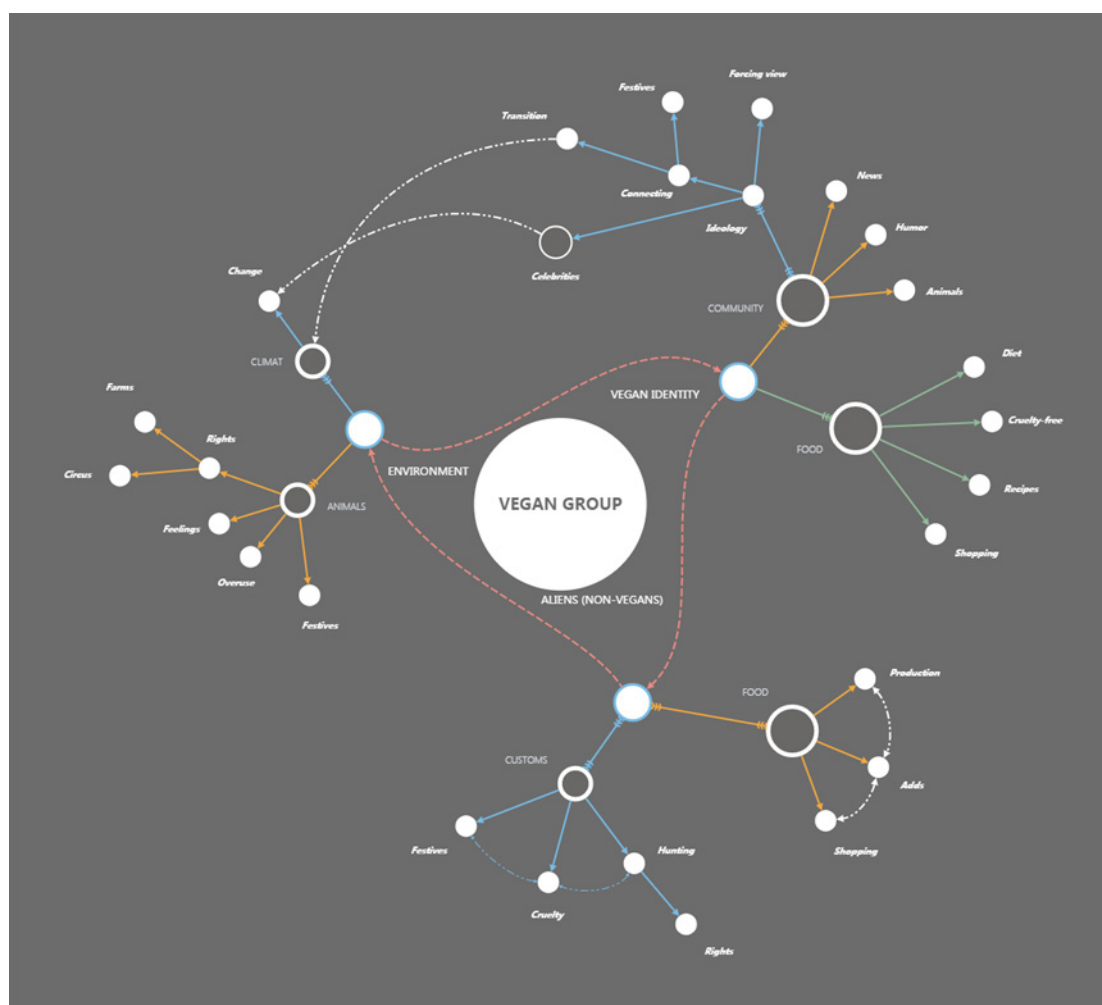 Forcing view
Festives
Transition
News
Connecting
Humor
Ideology
Celebrities
Change
Animals
COMMUNITY
CLIMAT
Diet
Farms
VEGAN IDENTITY
Cruelty-free
Rights
FOOD
Circus
ENVIRONMENT
Recipes
ANIMALS
VEGAN GROUP
Feelings
Shopping
Overuse
ALIENS (NON-VEGANS)
Festives
Production
FOOD
CUSTOMS
Adds
Festives
Hunting
Shopping
Cruelty
Rights